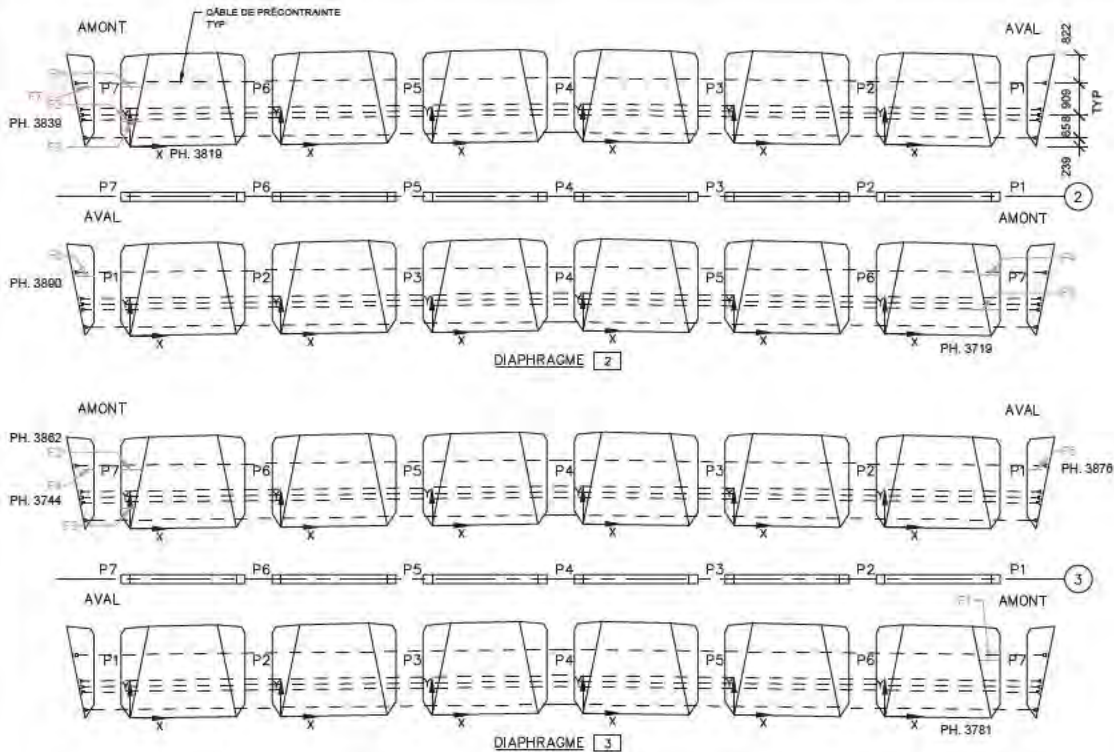 CÂBLE DE PRÉCONTRAINTE
TYP
AMONT
AVAL
822
P7 P6 P5 P4 P3 P2 P1
909
TYP
F7
PH. 3839
858
X PH. 3819 X X X X X
239
P7 P6 P5 P4 P3 P2 P1 2
AVAL
AMONT
PH. 3890
P1 P2 P3 P4 P5 P6 P7
X X X X X X
PH. 3719
DIAPHRAGME 2
AMONT
AVAL
PH. 3862
P7 P6 P5 P4 P3 P2 P1
PH. 3876
PH. 3744
X X X X X X
P7 P6 P5 P4 P3 P2 P1 3
AVAL
F1 AMONT
P1 P2 P3 P4 P5 P6 P7
X X X X X X
PH. 3781
DIAPHRAGME 3